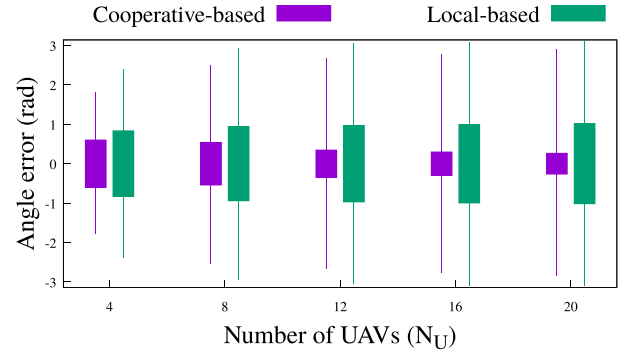 Cooperative-based Local-based
3
2
1
0
-1
-2
-3
Angle error (rad)
4 8 12 16 20
Number of UAVs (N_U)